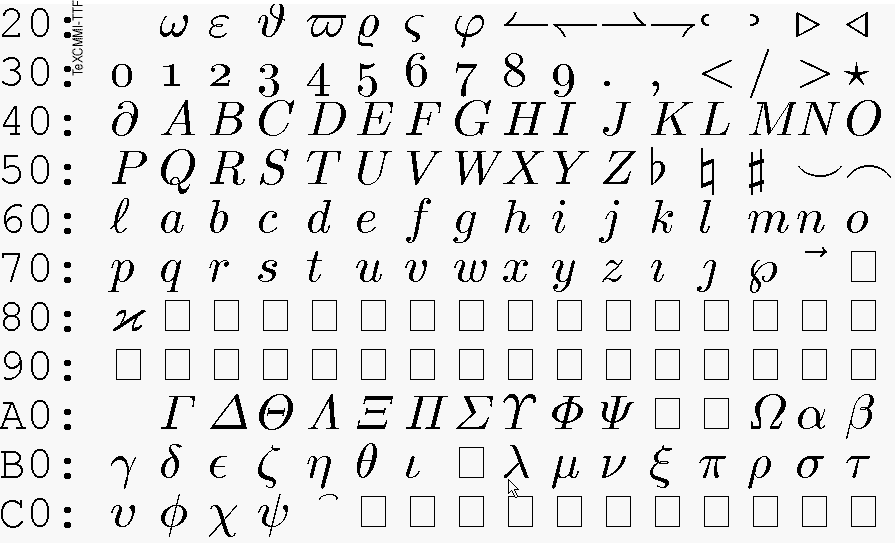 TeXCMMI-TTF
20: ω ε ϑ ϖ ϱ ς φ ↼ ↽ ⇀ ⇁ ʿ ʾ ▷ ◁
30: 0 1 2 3 4 5 6 7 8 9 . , < / > ⋆
40: ∂ A B C D E F G H I J K L M N O
50: P Q R S T U V W X Y Z ♭ ♮ ♯ ⌣ ⌢
60: ℓ a b c d e f g h i j k l m n o
70: p q r s t u v w x y z ı ȷ ℘ → □
80: ϰ □ □ □ □ □ □ □ □ □ □ □ □ □ □ □
90: □ □ □ □ □ □ □ □ □ □ □ □ □ □ □ □
A0: Γ Δ Θ Λ Ξ Π Σ Υ Φ Ψ □ □ Ω α β
B0: γ δ ϵ ζ η θ ι □ λ μ ν ξ π ρ σ τ
C0: υ ϕ χ ψ ⁀ □ □ □ □ □ □ □ □ □ □ □